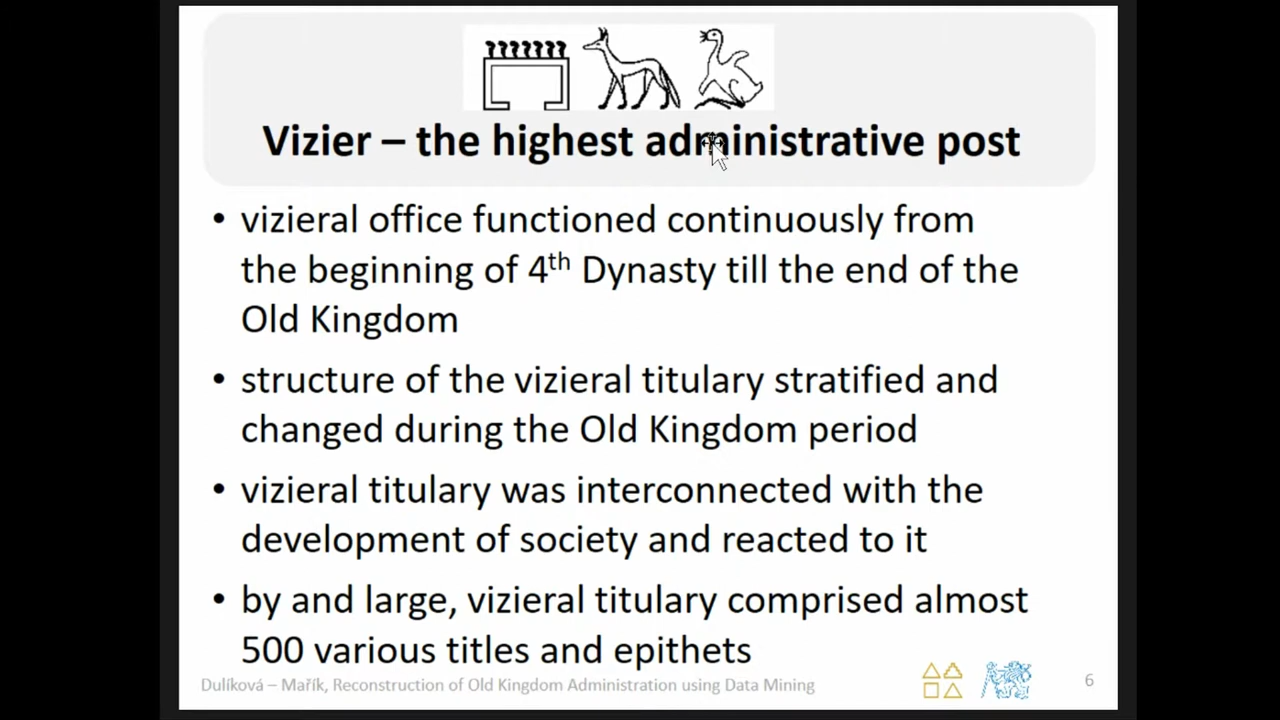 Vizier – the highest administrative post
• vizieral office functioned continuously from
the beginning of 4th Dynasty till the end of the
Old Kingdom
• structure of the vizieral titulary stratified and
changed during the Old Kingdom period
• vizieral titulary was interconnected with the
development of society and reacted to it
• by and large, vizieral titulary comprised almost
500 various titles and epithets
Dulíková – Mařík, Reconstruction of Old Kingdom Administration using Data Mining
6